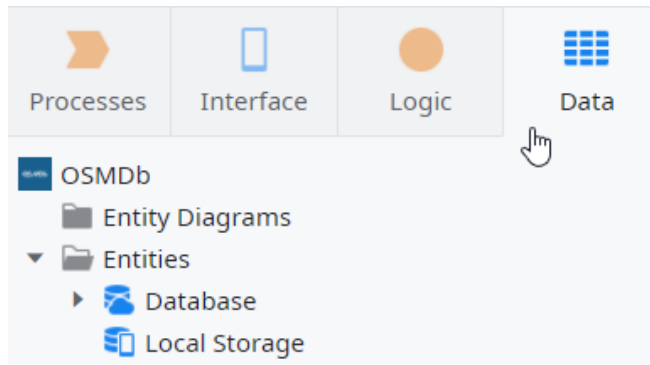 Processes Interface Logic Data
OSMDb
Entity Diagrams
Entities
Database
Local Storage